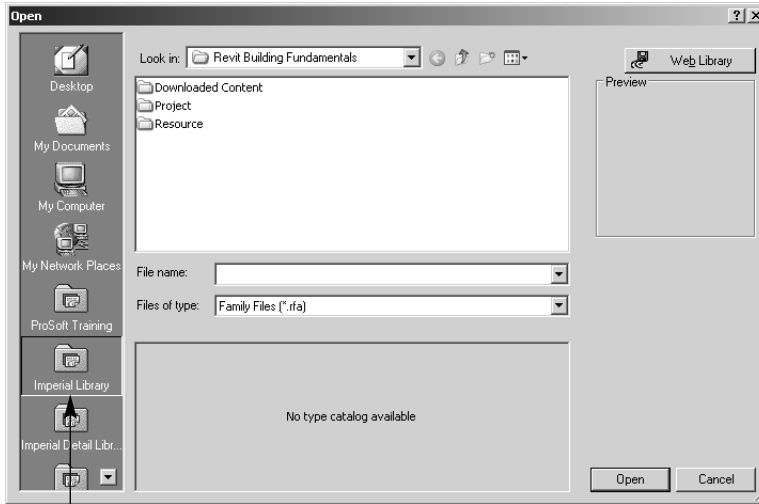 Open
Look in: Revit Building Fundamentals
Web Library
Desktop
My Documents
My Computer
My Network Places
ProSoft Training
Imperial Library
Imperial Detail Libr...
Downloaded Content
Project
Resource
Preview
File name:
Files of type: Family Files (*.rfa)
No type catalog available
Open
Cancel